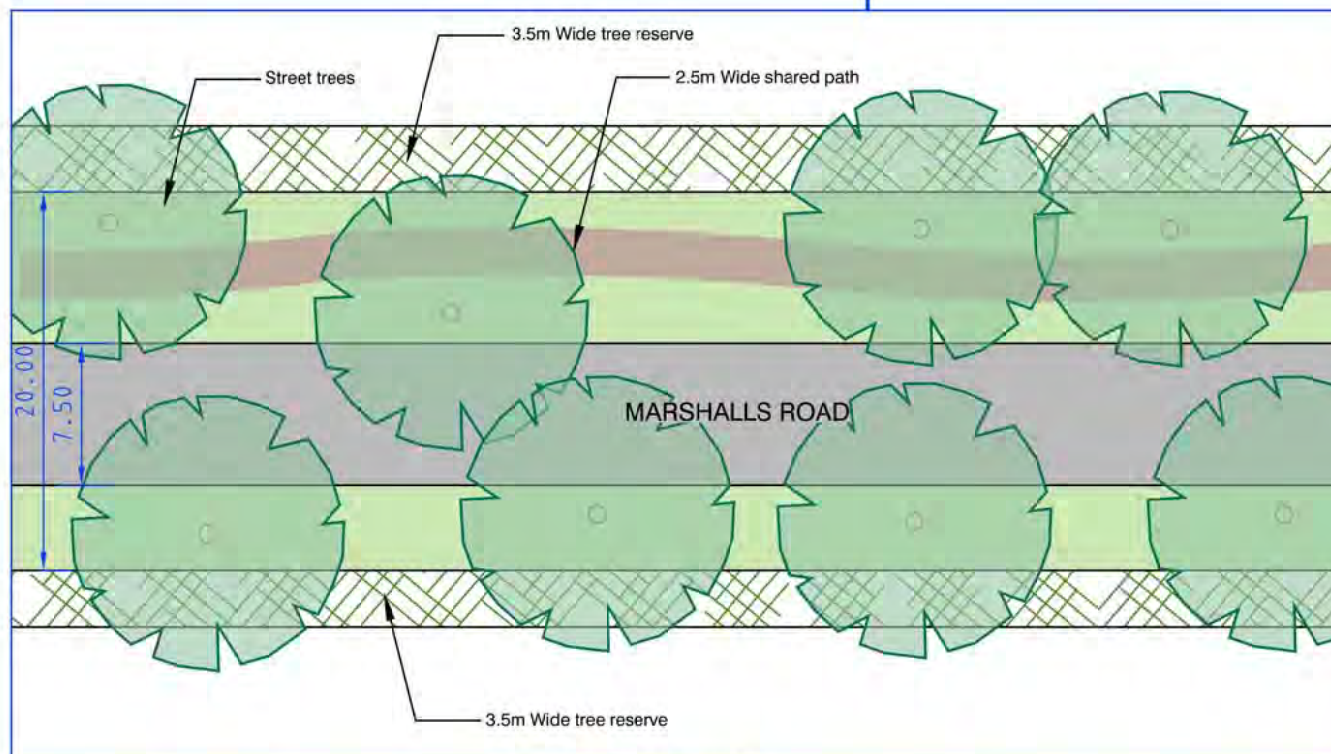 3.5m Wide tree reserve
Street trees
2.5m Wide shared path
20.00
7.50
MARSHALLS ROAD
3.5m Wide tree reserve